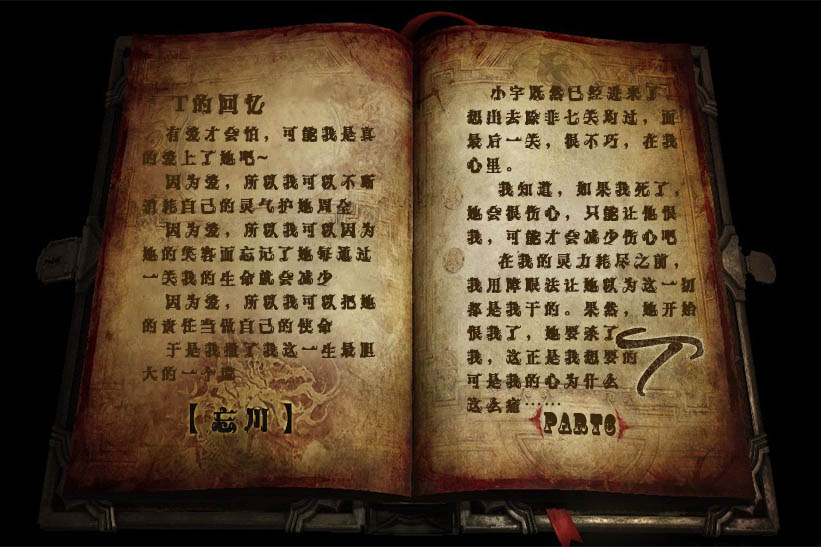 T的回忆
有爱才会怕，可能我是真
的爱上了她吧~
因为爱，所以我可以不断
消耗自己的灵气护她周全
因为爱，所以我可以因为
她的笑容而忘记了她每通过
一关我的生命就会减少
因为爱，所以我可以把她
的责任当做自己的使命
于是我撒了我这一生最胆
大的一个谎
【忘川】
小宇既然已经进来了
想出去除非七关均过，而
最后一关，很不巧，在我
心里。
我知道，如果我死了，
她会很伤心，只能让他恨
我，可能才会减少伤心吧
在我的灵力耗尽之前，
我用障眼法让她以为这一切
都是我干的。果然，她开始
恨我了，她要杀了
我，这正是我想要的
可是我的心为什么
这么痛……
T
PART6